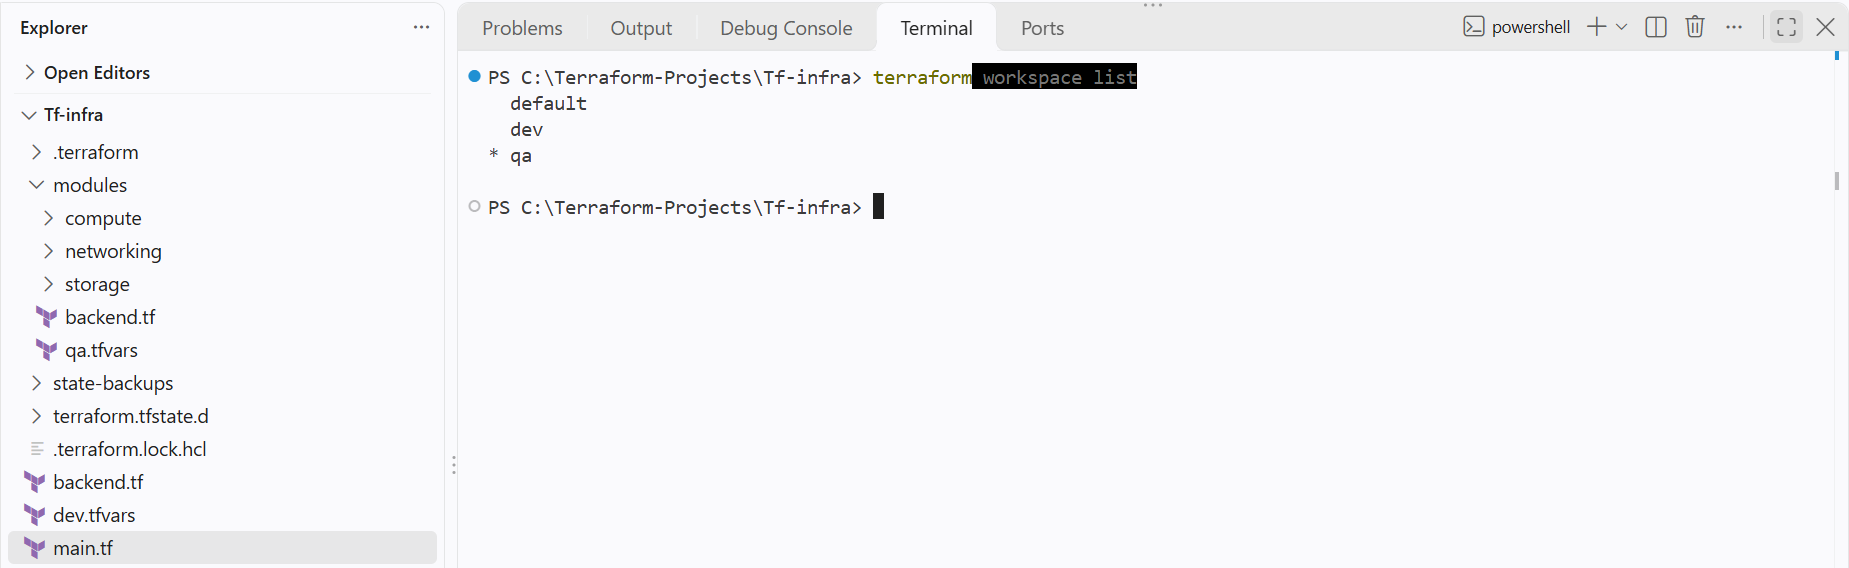 Explorer
Open Editors
Tf-infra
.terraform
modules
compute
networking
storage
backend.tf
qa.tfvars
state-backups
terraform.tfstate.d
.terraform.lock.hcl
backend.tf
dev.tfvars
main.tf
Problems Output Debug Console Terminal Ports powershell
PS C:\Terraform-Projects\Tf-infra> terraform workspace list
default
dev
* qa
PS C:\Terraform-Projects\Tf-infra>